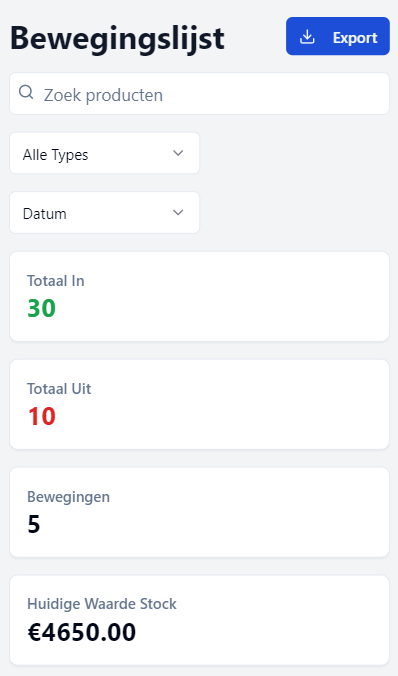 Bewegingslijst
Export
Zoek producten
Alle Types
Datum
Totaal In
30
Totaal Uit
10
Bewegingen
5
Huidige Waarde Stock
€4650.00